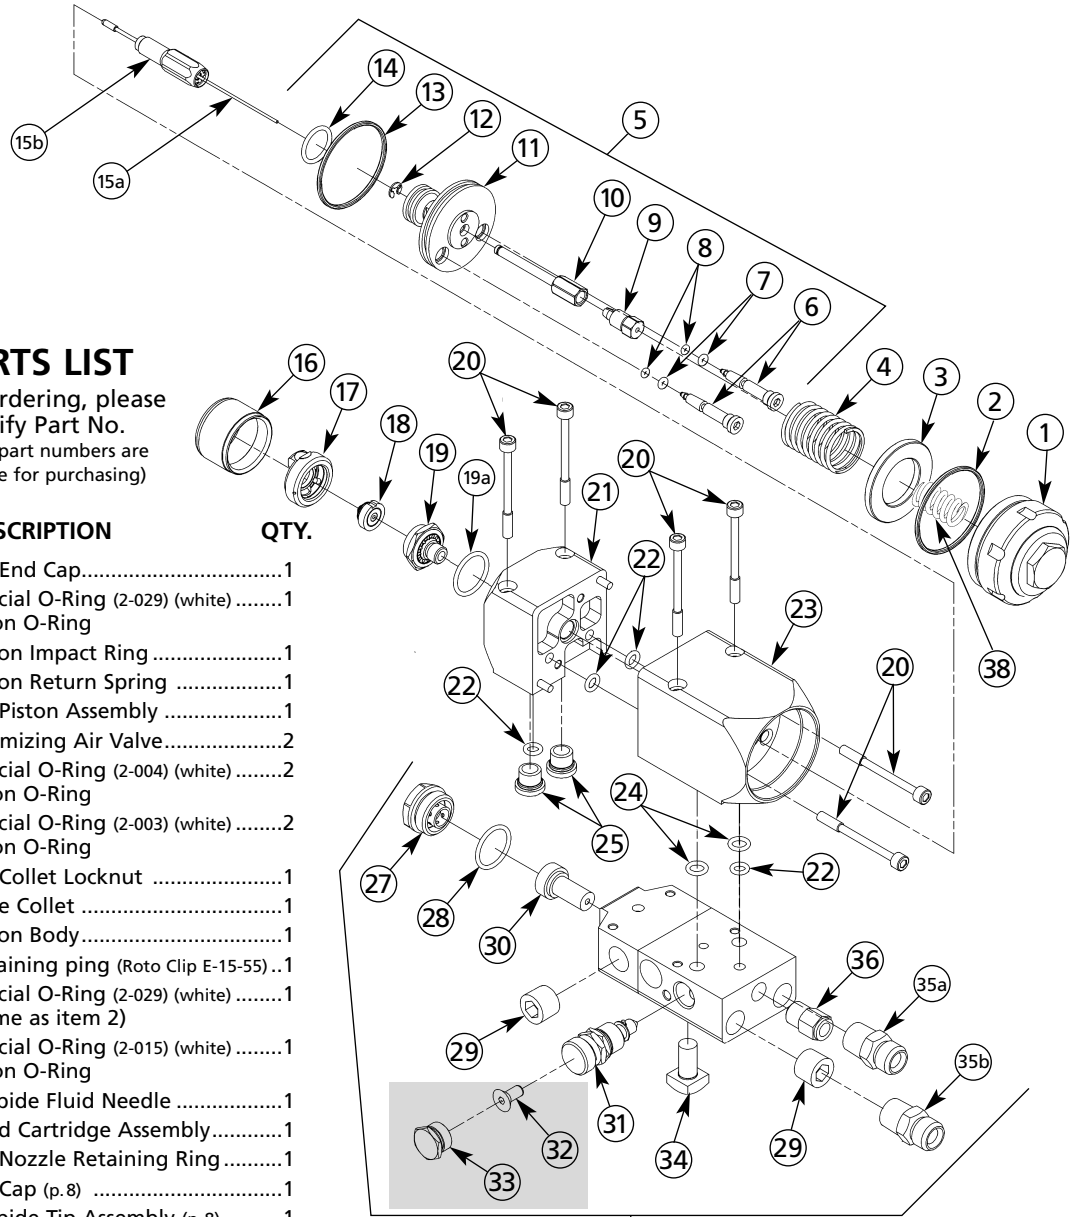 14
13
12
11
5
10
9
8
7
6
4
3
2
1
15b
15a
RTS LIST
rdering, please
ify Part No.
part numbers are
e for purchasing)
16
17
18
19
19a
20
20
21
22
23
20
38
22
20
SCRIPTION QTY.
End Cap..................................1
cial O-Ring (2-029) (white) ........1
on O-Ring
on Impact Ring ......................1
on Return Spring ..................1
Piston Assembly ....................1
mizing Air Valve....................2
cial O-Ring (2-004) (white) ........2
on O-Ring
cial O-Ring (2-003) (white) ........2
on O-Ring
Collet Locknut ......................1
e Collet ..................................1
on Body..................................1
aining ping (Roto Clip E-15-55) ..1
cial O-Ring (2-029) (white) ........1
me as item 2)
cial O-Ring (2-015) (white) ........1
on O-Ring
bide Fluid Needle ..................1
d Cartridge Assembly............1
Nozzle Retaining Ring..........1
Cap (p. 8) ................................1
bide Tip Assembly (p. 8) ........1
24
25
22
27
28
30
36
35a
29
35b
31
32
33
34
29